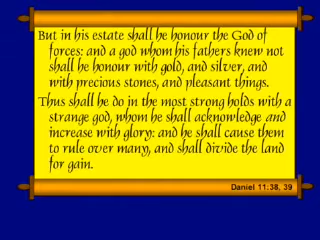 But in his estate shall he honour the God of
forces: and a god whom his fathers knew not
shall he honour with gold, and silver, and
with precious stones, and pleasant things.
Thus shall he do in the most strong holds with a
strange god, whom he shall acknowledge and
increase with glory: and he shall cause them
to rule over many, and shall divide the land
for gain.
Daniel 11:38, 39